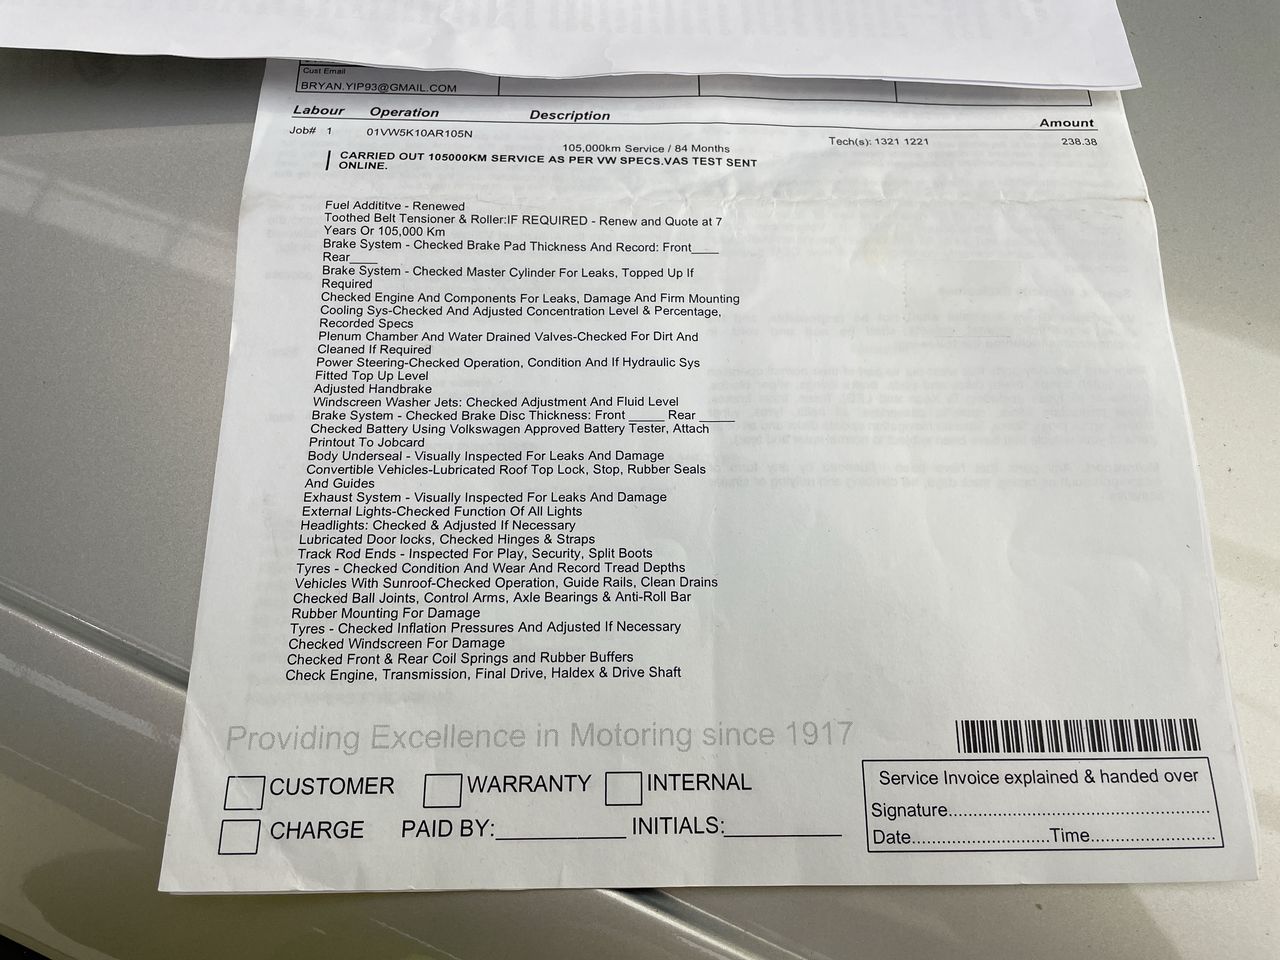 Cust Email
BRYAN.YIP93@GMAIL.COM
Labour Operation Description Amount
Job# 1 01VW5K10AR105N
105,000km Service / 84 Months Tech(s): 1321 1221 238.38
CARRIED OUT 105000KM SERVICE AS PER VW SPECS.VAS TEST SENT
ONLINE.
Fuel Addititve - Renewed
Toothed Belt Tensioner & Roller:IF REQUIRED - Renew and Quote at 7
Years Or 105,000 Km
Brake System - Checked Brake Pad Thickness And Record: Front____
Rear____
Brake System - Checked Master Cylinder For Leaks, Topped Up If
Required
Checked Engine And Components For Leaks, Damage And Firm Mounting
Cooling Sys-Checked And Adjusted Concentration Level & Percentage,
Recorded Specs
Plenum Chamber And Water Drained Valves-Checked For Dirt And
Cleaned If Required
Power Steering-Checked Operation, Condition And If Hydraulic Sys
Fitted Top Up Level
Adjusted Handbrake
Windscreen Washer Jets: Checked Adjustment And Fluid Level
Brake System - Checked Brake Disc Thickness: Front _____ Rear _____
Checked Battery Using Volkswagen Approved Battery Tester, Attach
Printout To Jobcard
Body Underseal - Visually Inspected For Leaks And Damage
Convertible Vehicles-Lubricated Roof Top Lock, Stop, Rubber Seals
And Guides
Exhaust System - Visually Inspected For Leaks And Damage
External Lights-Checked Function Of All Lights
Headlights: Checked & Adjusted If Necessary
Lubricated Door locks, Checked Hinges & Straps
Track Rod Ends - Inspected For Play, Security, Split Boots
Tyres - Checked Condition And Wear And Record Tread Depths
Vehicles With Sunroof-Checked Operation, Guide Rails, Clean Drains
Checked Ball Joints, Control Arms, Axle Bearings & Anti-Roll Bar
Rubber Mounting For Damage
Tyres - Checked Inflation Pressures And Adjusted If Necessary
Checked Windscreen For Damage
Checked Front & Rear Coil Springs and Rubber Buffers
Check Engine, Transmission, Final Drive, Haldex & Drive Shaft
Providing Excellence in Motoring since 1917
CUSTOMER WARRANTY INTERNAL
CHARGE PAID BY:__________ INITIALS:_________
Service Invoice explained & handed over
Signature..................................................
Date..........................Time........................